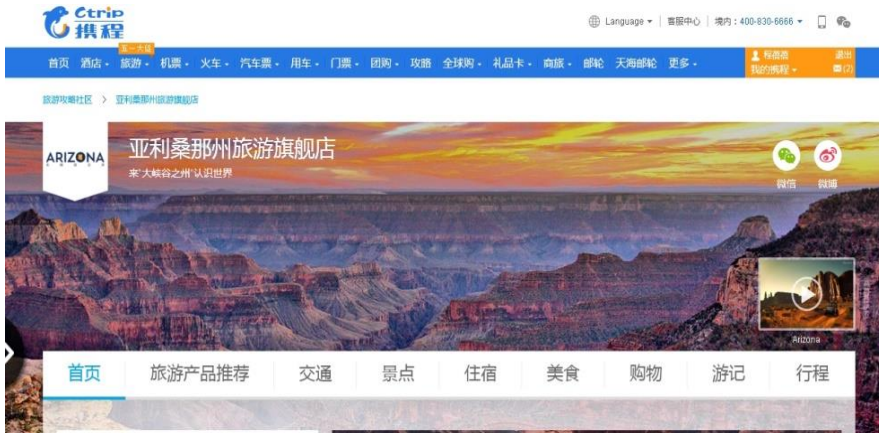 Ctrip
携程
Language 客服中心 境内：400-830-6666
买一大送
首页 酒店 旅游 机票 火车 汽车票 用车 门票 团购 攻略 全球购 礼品卡 商旅 邮轮 天海邮轮 更多
退出
我的携程 (2)
旅游攻略社区 > 亚利桑那州旅游旗舰店
ARIZONA
亚利桑那州旅游旗舰店
来"大峡谷之州"认识世界
微信 微博
Arizona
首页 旅游产品推荐 交通 景点 住宿 美食 购物 游记 行程